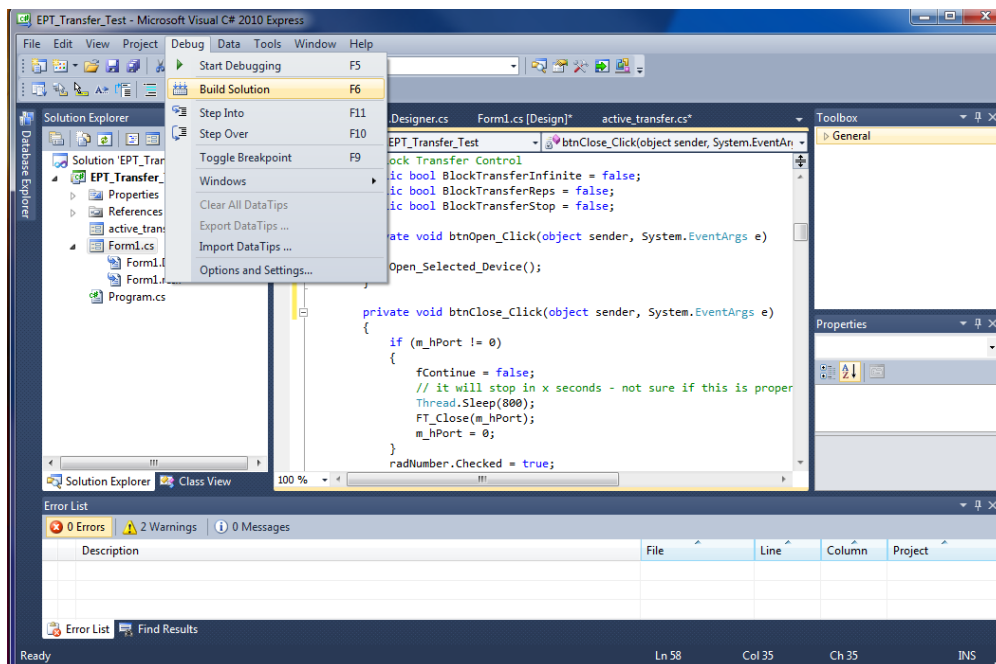 EPT_Transfer_Test - Microsoft Visual C# 2010 Express
File Edit View Project Debug Data Tools Window Help
Start Debugging F5
Build Solution F6
Step Into F11
Step Over F10
Toggle Breakpoint F9
Windows
Clear All DataTips
Export DataTips ...
Import DataTips ...
Options and Settings...
Database Explorer
Solution Explorer
Solution 'EPT_Tran
EPT_Transfer_
Properties
References
active_trans
Form1.cs
Form1.
Form1.
Program.cs
Solution Explorer Class View
.Designer.cs Form1.cs [Design]* active_transfer.cs*
EPT_Transfer_Test btnClose_Click(object sender, System.EventArg
ock Transfer Control
ic bool BlockTransferInfinite = false;
ic bool BlockTransferReps = false;
ic bool BlockTransferStop = false;
ate void btnOpen_Click(object sender, System.EventArgs e)
Open_Selected_Device();
}
private void btnClose_Click(object sender, System.EventArgs e)
{
if (m_hPort != 0)
{
fContinue = false;
// it will stop in x seconds - not sure if this is proper
Thread.Sleep(800);
FT_Close(m_hPort);
m_hPort = 0;
}
radNumber.Checked = true;
100 %
Toolbox
General
Properties
Error List
0 Errors 2 Warnings 0 Messages
Description File Line Column Project
Error List Find Results
Ready Ln 58 Col 35 Ch 35 INS